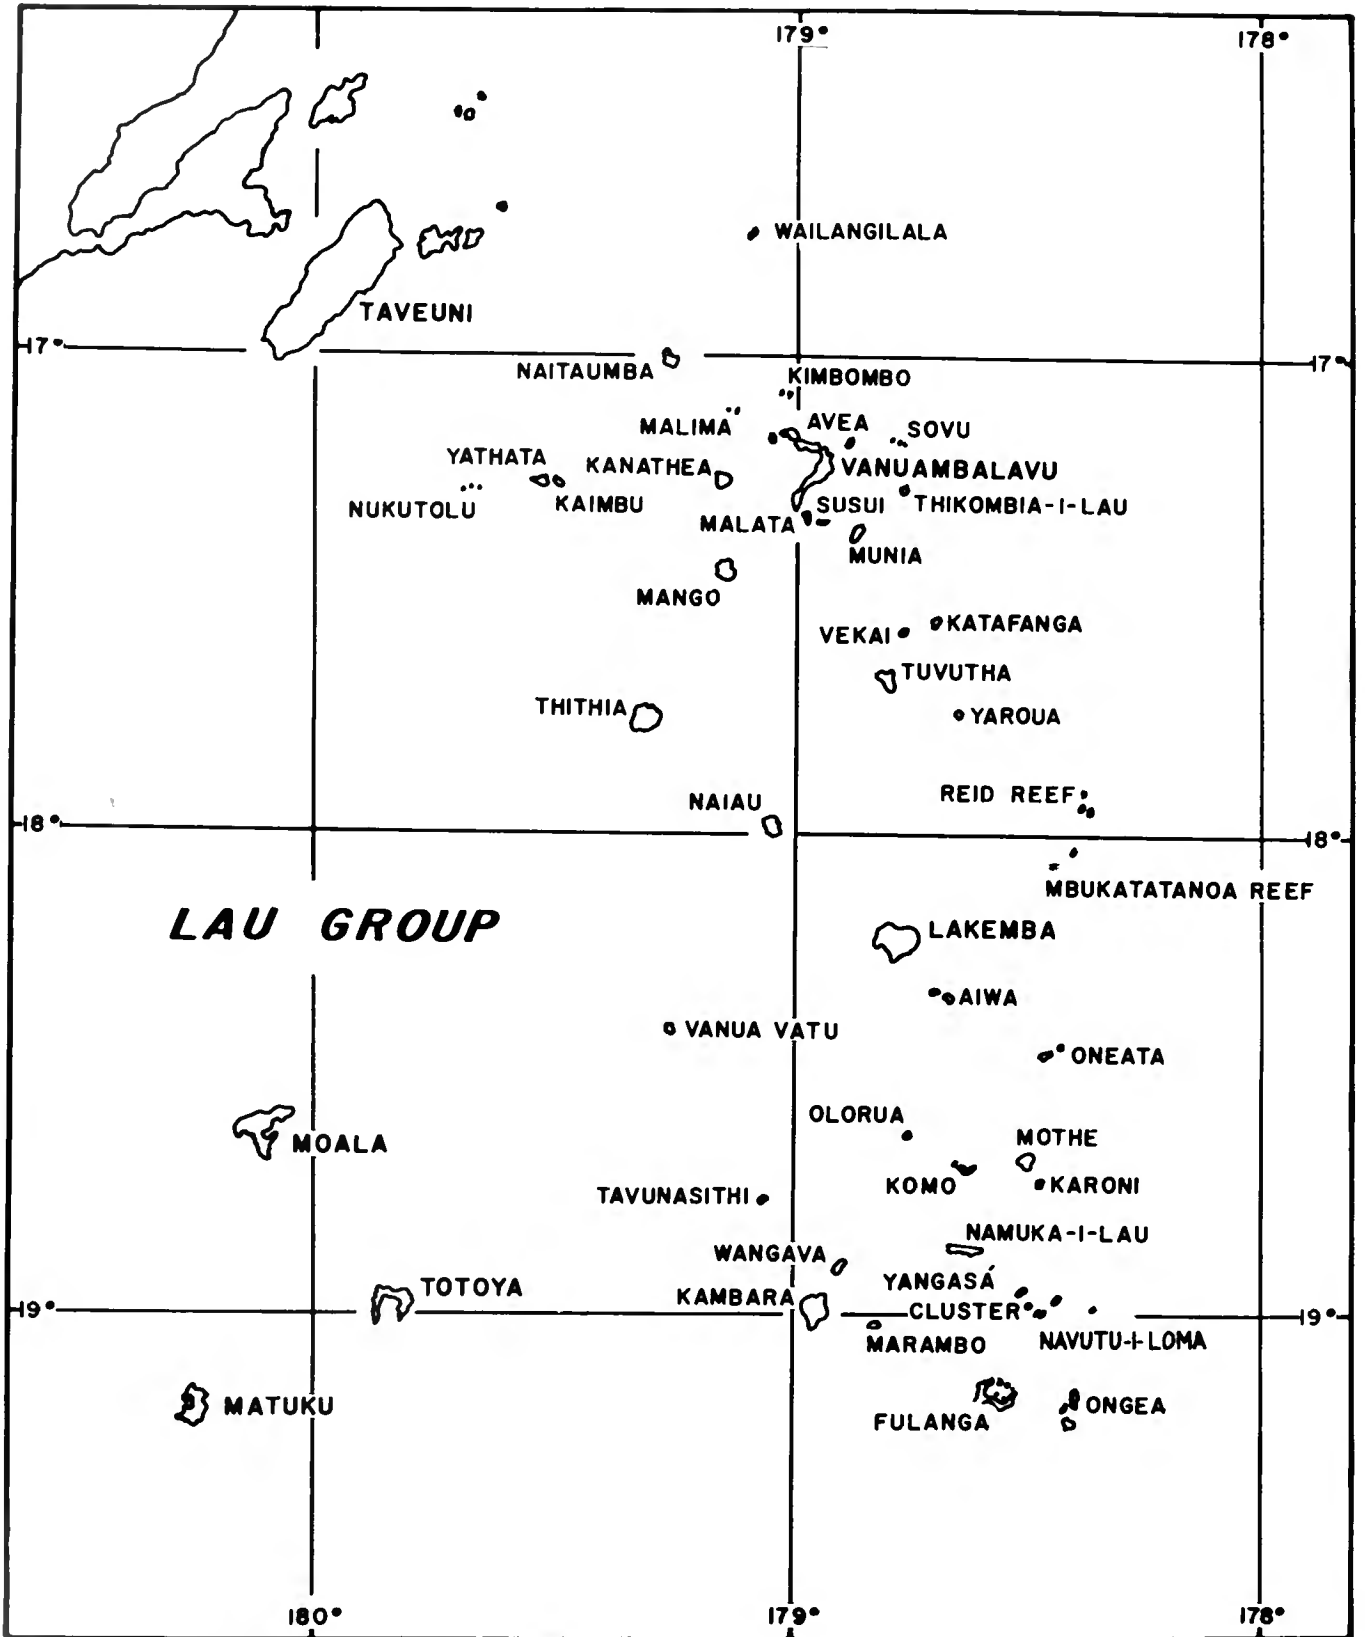 179° 178°
WAILANGILALA
TAVEUNI
17° 17°
NAITAUMBA
KIMBOMBO
MALIMA
AVEA
SOVU
YATHATA
KANATHEA
VANUAMBALAVU
NUKUTOLU
KAIMBU
SUSUI
THIKOMBIA-I-LAU
MALATA
MUNIA
MANGO
KATAFANGA
VEKAI
TUVUTHA
THITHIA
YAROUA
REID REEF
NAIAU
18° 18°
MBUKATATANOA REEF
LAU GROUP
LAKEMBA
AIWA
VANUA VATU
ONEATA
OLORUA
MOTHE
MOALA
KOMO
KARONI
TAVUNASITHI
NAMUKA-I-LAU
WANGAVA
YANGASÁ
CLUSTER
TOTOYA
KAMBARA
19° 19°
MARAMBO
NAVUTU-I-LOMA
MATUKU
FULANGA
ONGEA
180° 179° 178°